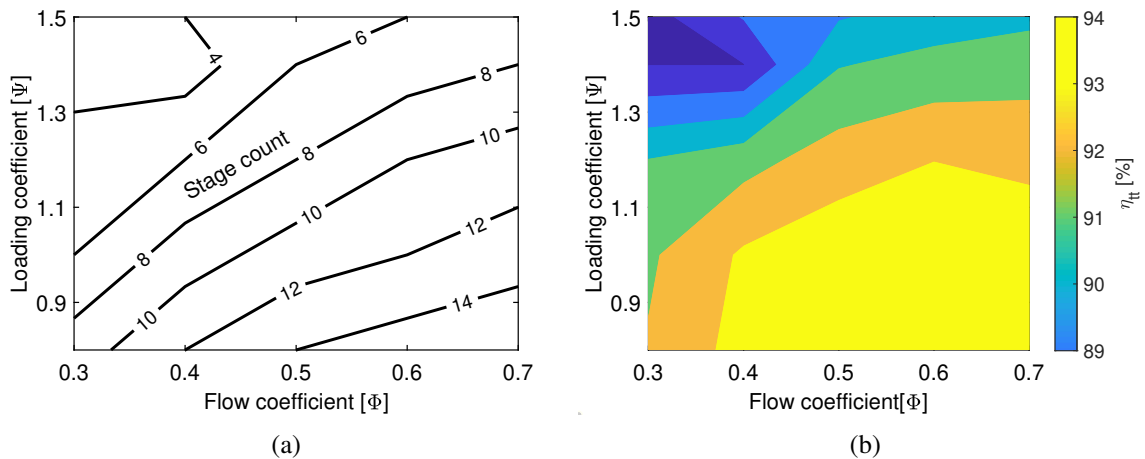 1.5
1.3
1.1
0.9
Loading coefficient [Ψ]
4
6
6
8
8
8
10
10
10
12
12
14
Stage count
0.3 0.4 0.5 0.6 0.7
Flow coefficient [Φ]
(a)
1.5
1.3
1.1
0.9
Loading coefficient [Ψ]
0.3 0.4 0.5 0.6 0.7
Flow coefficient[Φ]
94
93
92
91
90
89
η_tt [%]
(b)